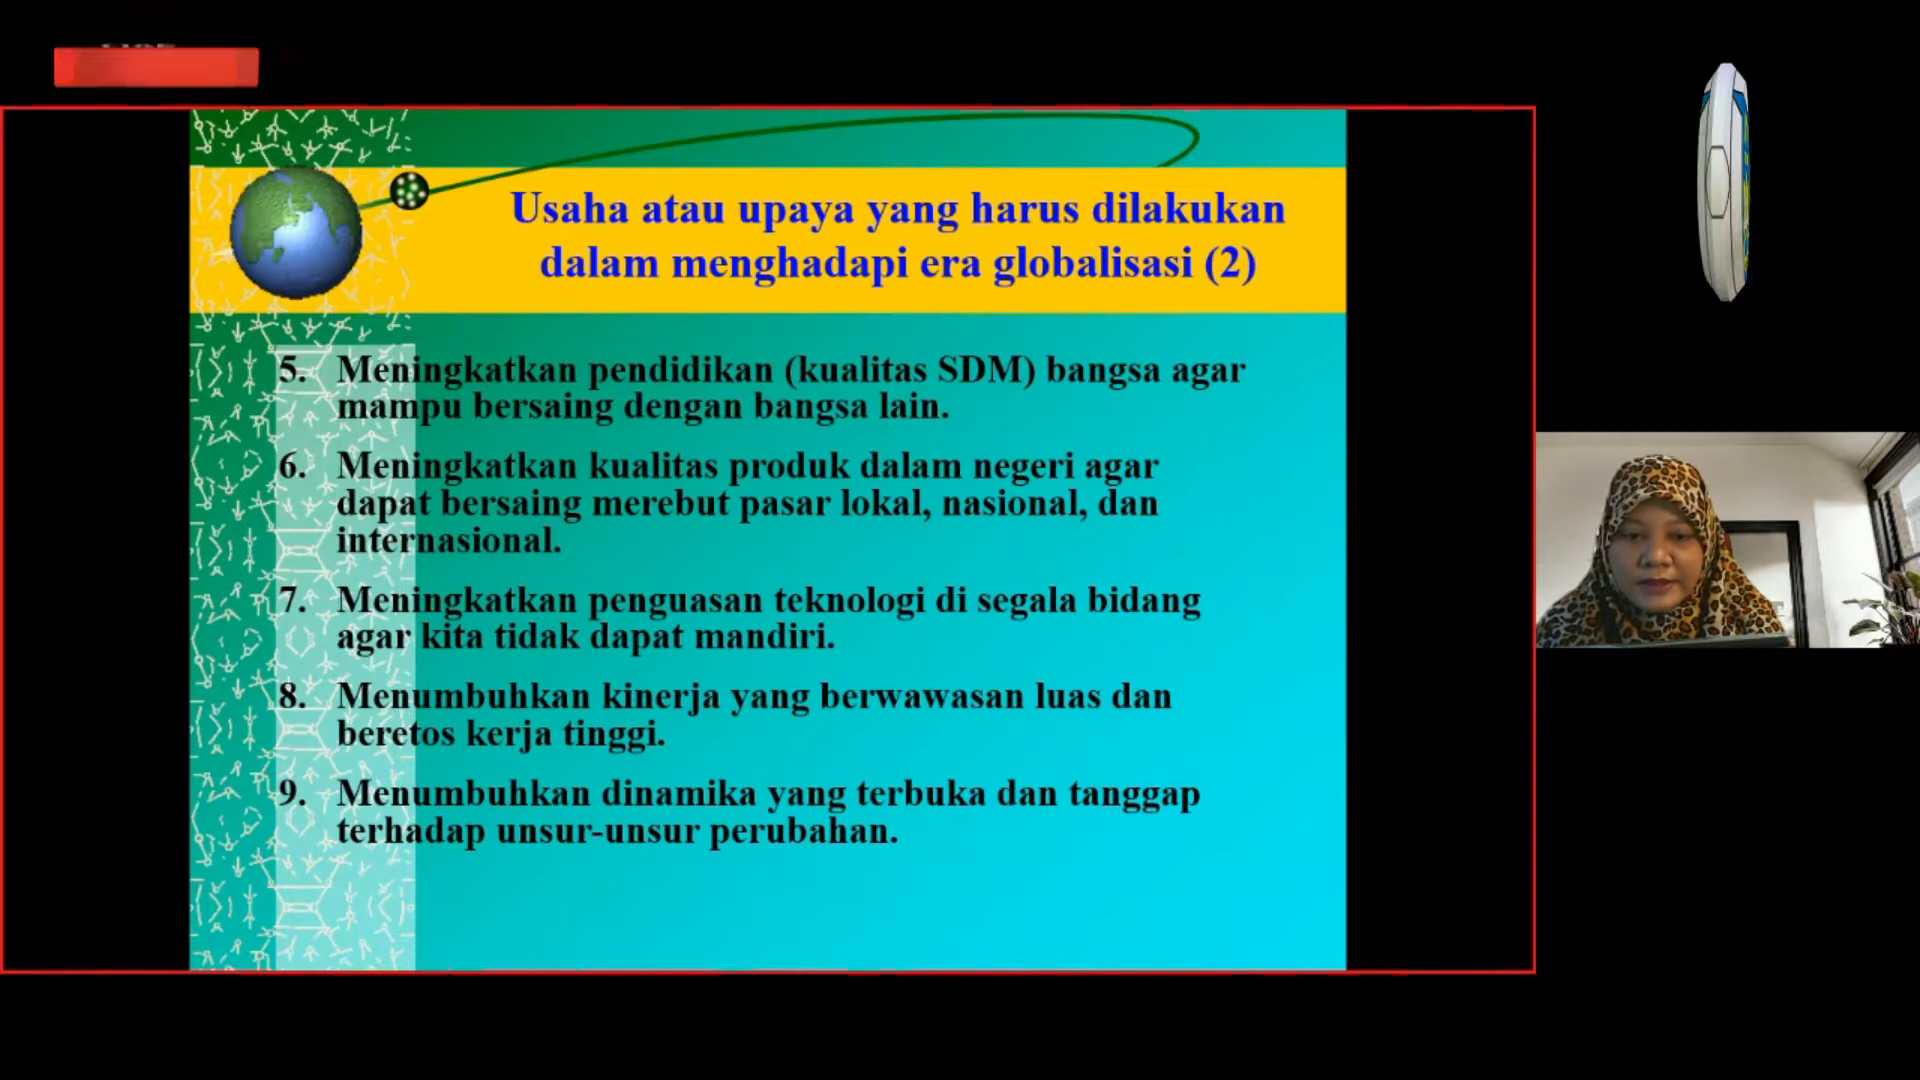 Usaha atau upaya yang harus dilakukan
dalam menghadapi era globalisasi (2)
5. Meningkatkan pendidikan (kualitas SDM) bangsa agar
mampu bersaing dengan bangsa lain.
6. Meningkatkan kualitas produk dalam negeri agar
dapat bersaing merebut pasar lokal, nasional, dan
internasional.
7. Meningkatkan penguasan teknologi di segala bidang
agar kita tidak dapat mandiri.
8. Menumbuhkan kinerja yang berwawasan luas dan
beretos kerja tinggi.
9. Menumbuhkan dinamika yang terbuka dan tanggap
terhadap unsur-unsur perubahan.